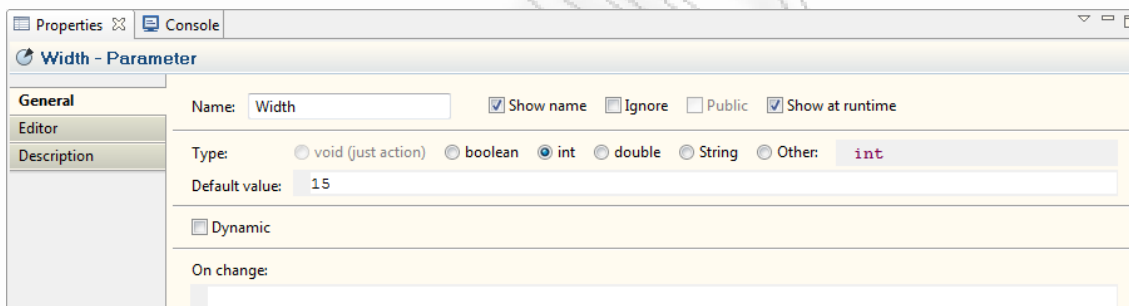 Properties Console
Width - Parameter
General
Editor
Description
Name: Width Show name Ignore Public Show at runtime
Type: void (just action) boolean int double String Other: int
Default value: 15
Dynamic
On change: